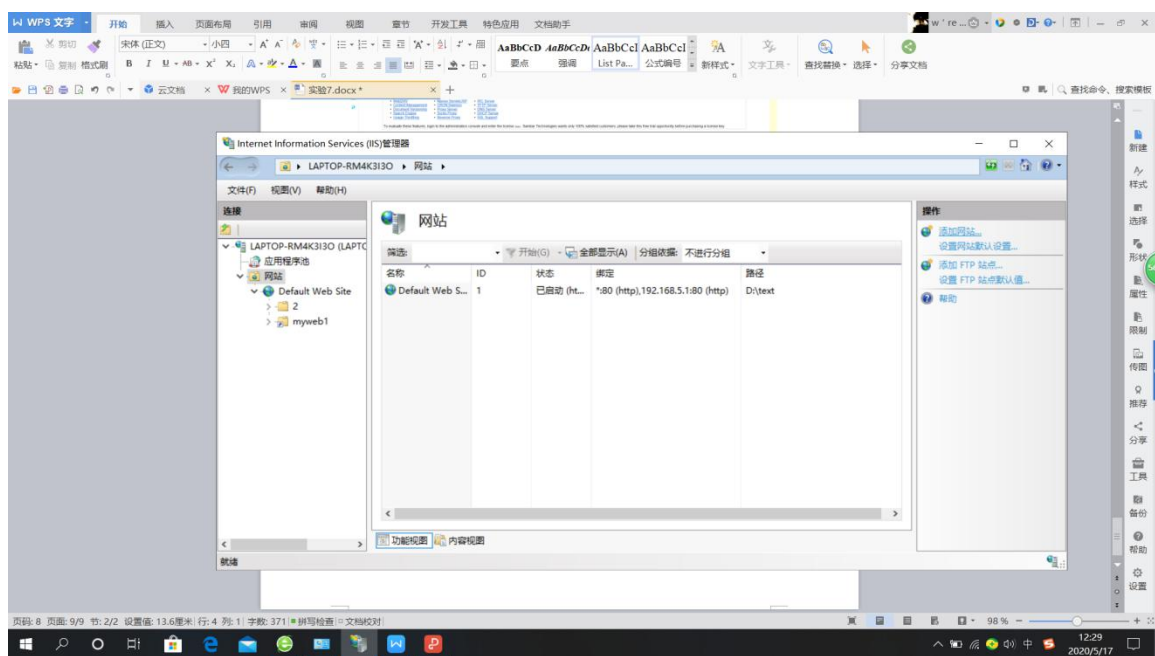 WPS 文字 开始 插入 页面布局 引用 审阅 视图 章节 开发工具 特色应用 文档助手 w ' re ...
剪切 宋体 (正文) 小四 AaBbCcD AaBbCcDt AaBbCcI AaBbCcI
粘贴 复制 格式刷 B I U AB X² X₂ A 要点 强调 List Pa... 公式编号 新样式 文字工具 查找替换 选择 分享文档
云文档 × 我的WPS × 实验7.docx * × + 查找命令、搜索模板
Internet Information Services (IIS)管理器
LAPTOP-RM4K3I3O 网站
文件(F) 视图(V) 帮助(H)
连接
LAPTOP-RM4K3I3O (LAPTC
应用程序池
网站
Default Web Site
2
myweb1
网站
筛选: 开始(G) 全部显示(A) 分组依据: 不进行分组
名称 ID 状态 绑定 路径
Default Web S... 1 已启动 (ht... *:80 (http),192.168.5.1:80 (http) D:\text
功能视图 内容视图
操作
添加网站...
设置网站默认设置...
添加 FTP 站点...
设置 FTP 站点默认值...
帮助
就绪
新建
样式
选择
形状
属性
限制
传图
推荐
分享
工具
备份
帮助
设置
页码: 8 页面: 9/9 节: 2/2 设置值: 13.6厘米 行: 4 列: 1 字数: 371 拼写检查 文档校对 98 %
中 12:29
2020/5/17